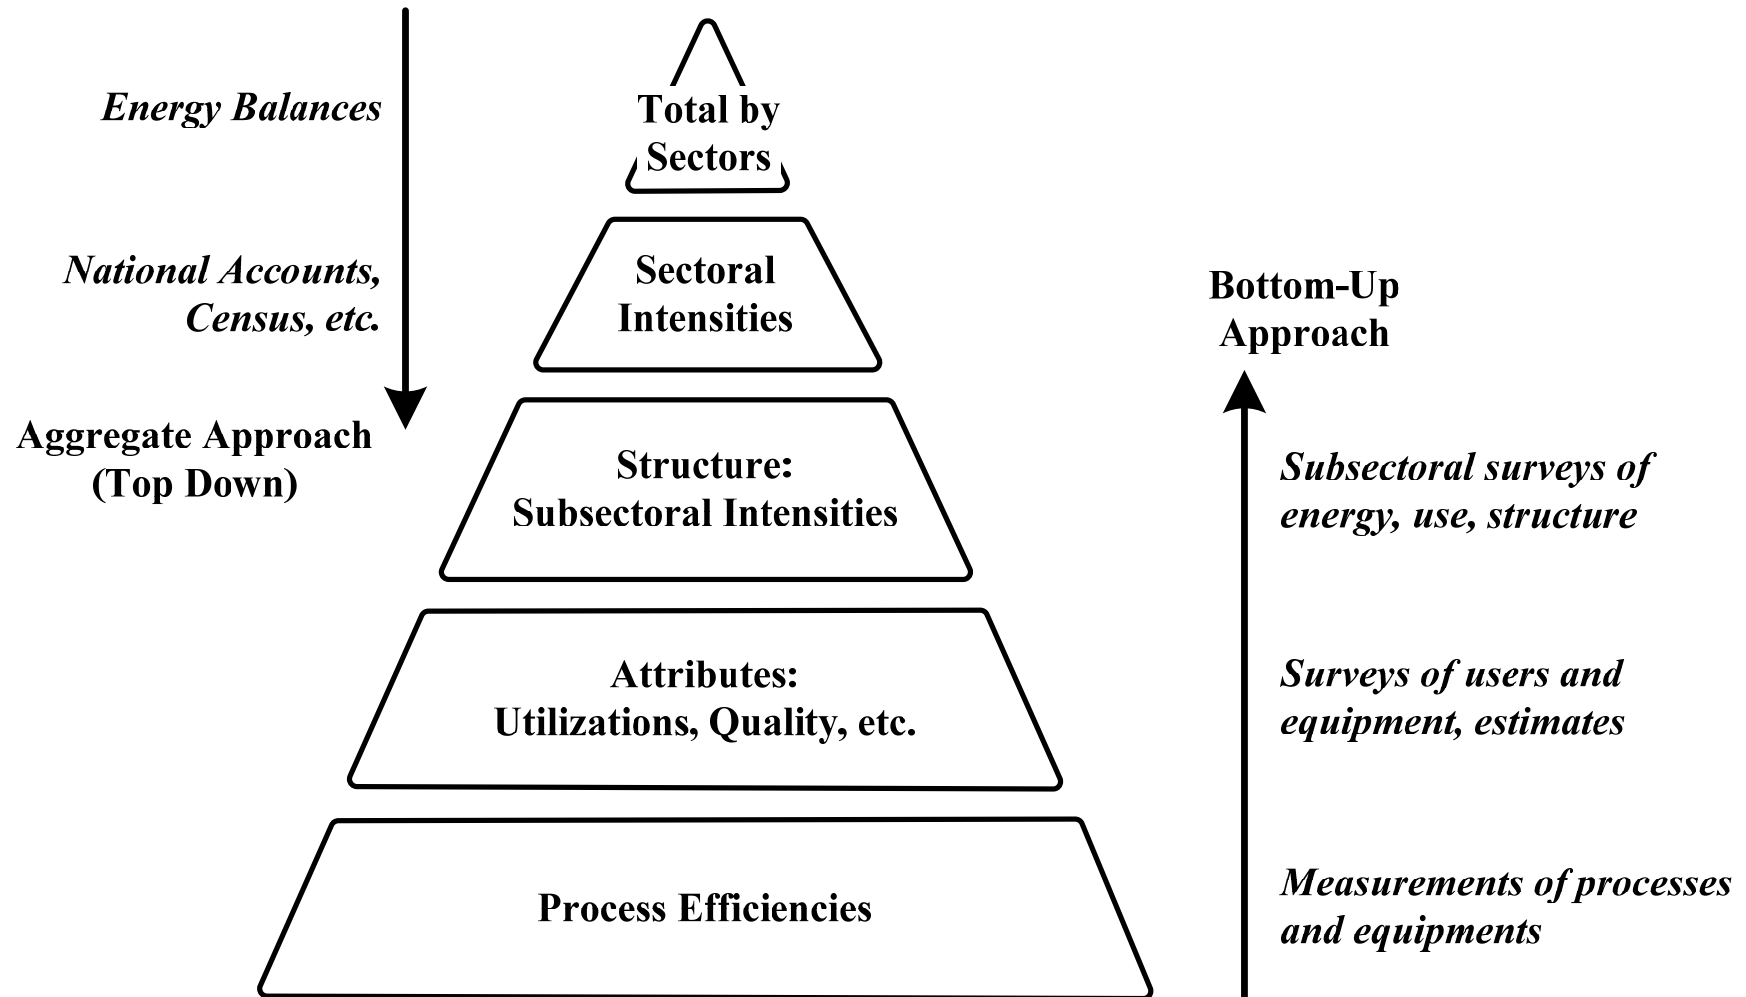 Energy Balances
National Accounts,
Census, etc.
Aggregate Approach
(Top Down)
Total by
Sectors
Sectoral
Intensities
Structure:
Subsectoral Intensities
Attributes:
Utilizations, Quality, etc.
Process Efficiencies
Bottom-Up
Approach
Subsectoral surveys of
energy, use, structure
Surveys of users and
equipment, estimates
Measurements of processes
and equipments